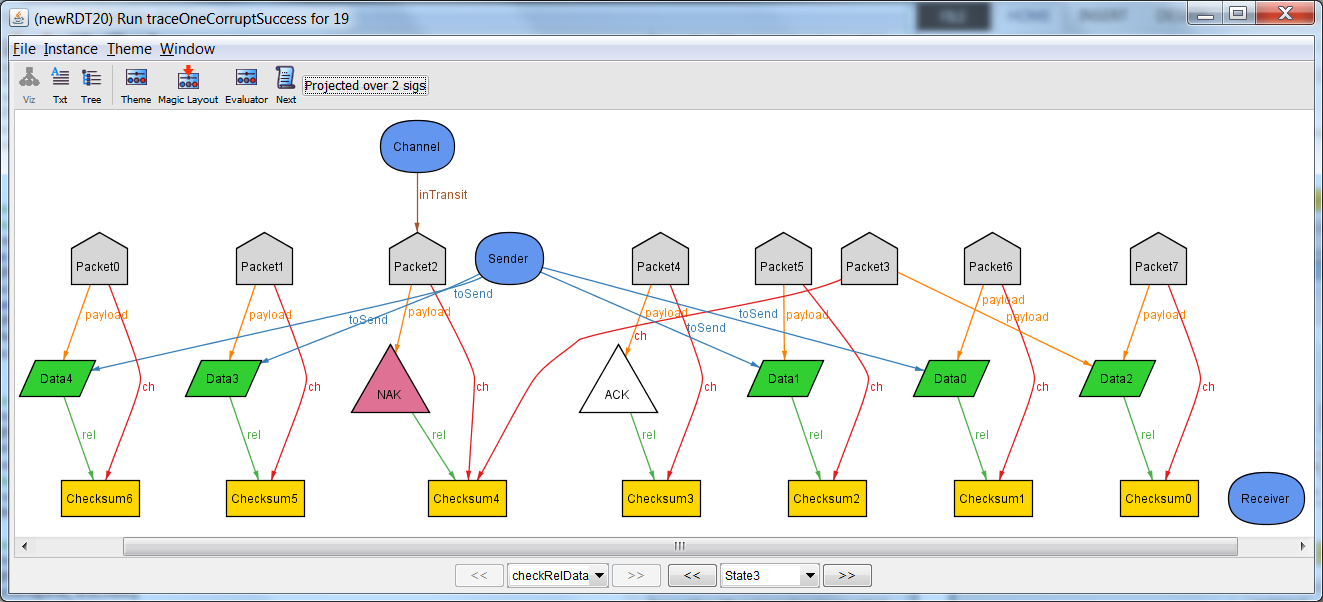 (newRDT20) Run traceOneCorruptSuccess for 19
FILE HOME INSERT
File Instance Theme Window
Viz Txt Tree Theme Magic Layout Evaluator Next Projected over 2 sigs
Channel
inTransit
Packet0 Packet1 Packet2 Sender Packet4 Packet5 Packet3 Packet6 Packet7
toSend
payload payload payload toSend payload toSend payload payload payload payload
toSend
ch
Data4 Data3 NAK ACK Data1 Data0 Data2
ch ch ch ch ch ch ch
rel rel rel rel rel rel rel
Checksum6 Checksum5 Checksum4 Checksum3 Checksum2 Checksum1 Checksum0 Receiver
<< checkRelData >> << State3 >>